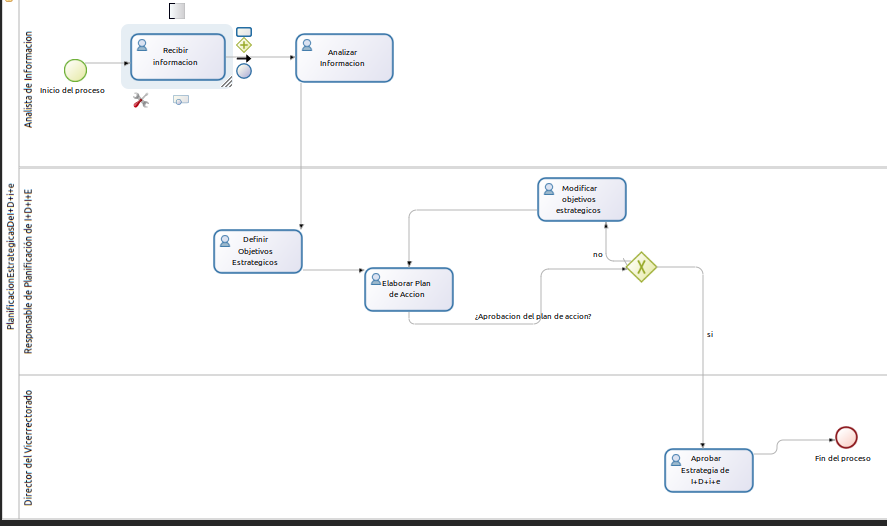 PlanificacionEstrategicasDeI+D+i+e
Analista de Informacion
Inicio del proceso
Recibir
informacion
Analizar
Informacion
Responsable de Planificación de I+D+I+E
Definir
Objetivos
Estrategicos
Elaborar Plan
de Accion
Modificar
objetivos
estrategicos
no
¿Aprobacion del plan de accion?
si
Director del Vicerrectorado
Aprobar
Estrategia de
I+D+i+e
Fin del proceso